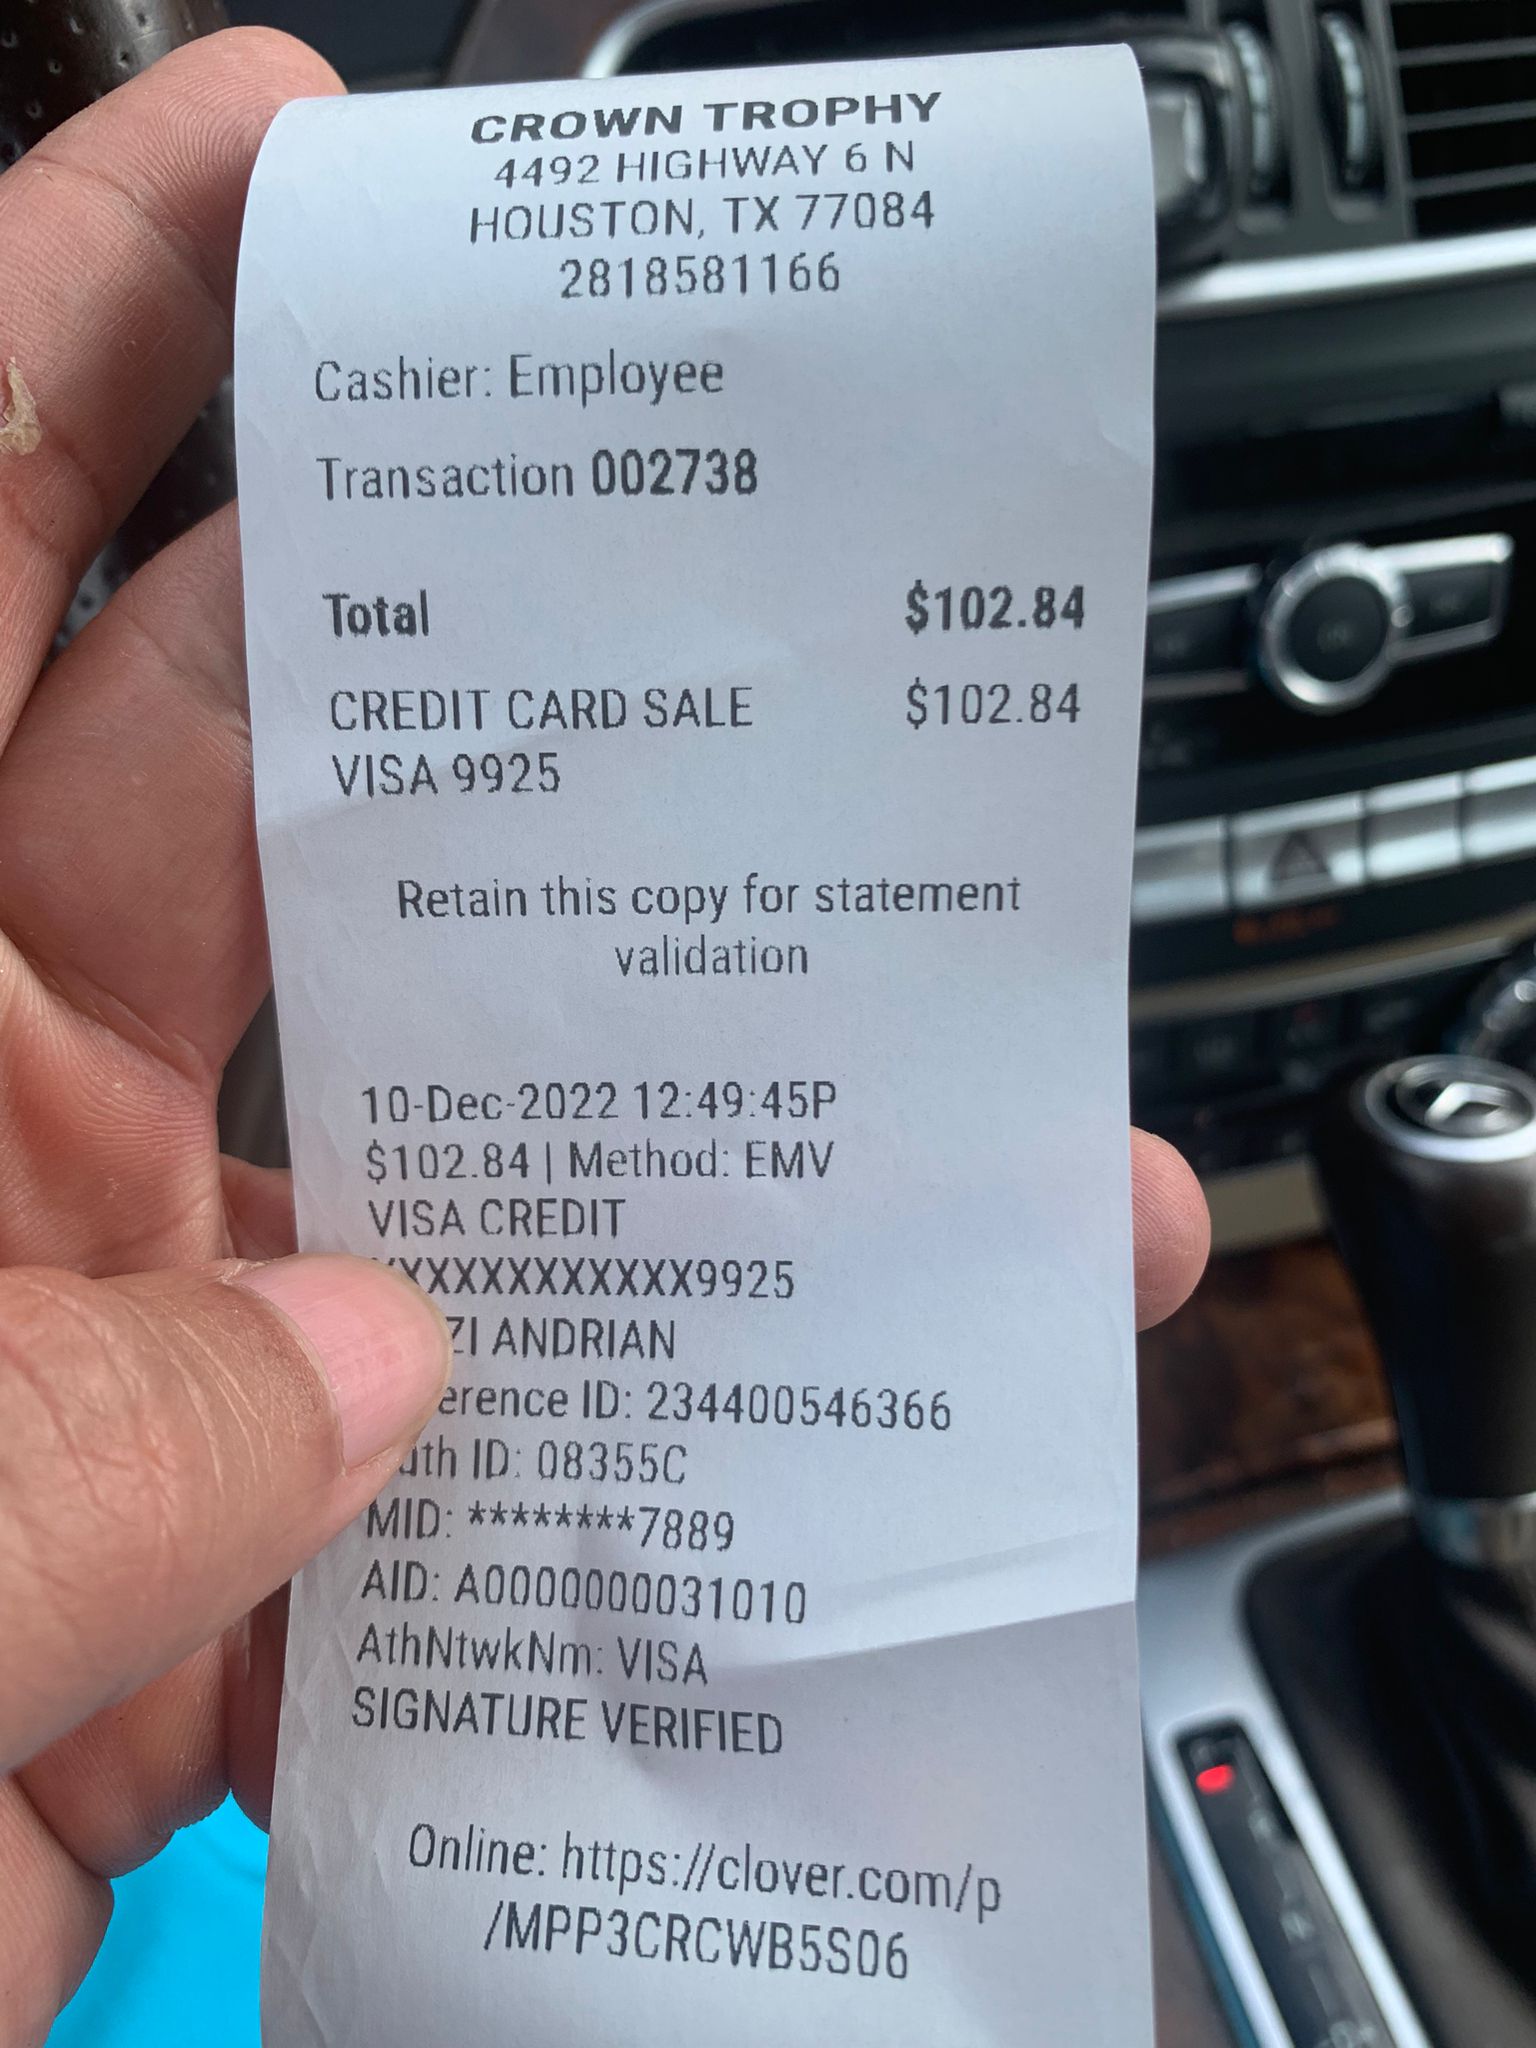 CROWN TROPHY
4492 HIGHWAY 6 N
HOUSTON, TX 77084
2818581166
Cashier: Employee
Transaction 002738
Total $102.84
CREDIT CARD SALE $102.84
VISA 9925
Retain this copy for statement
validation
10-Dec-2022 12:49:45P
$102.84 | Method: EMV
VISA CREDIT
XXXXXXXXXXXX9925
ANDRIAN
ID: 234400546366
ID: 08355C
MID: ********7889
AID: A0000000031010
AthNtwkNm: VISA
SIGNATURE VERIFIED
Online: https://clover.com/p
/MPP3CRCWB5S06